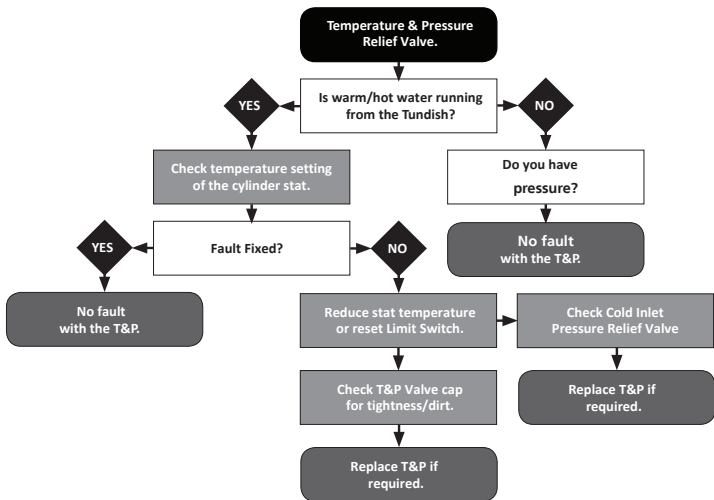 Temperature & Pressure
Relief Valve.
YES
Is warm/hot water running
from the Tundish?
NO
Check temperature setting
of the cylinder stat.
Do you have
pressure?
YES
Fault Fixed?
NO
No fault
with the T&P.
No fault
with the T&P.
Reduce stat temperature
or reset Limit Switch.
Check Cold Inlet
Pressure Relief Valve
Check T&P Valve cap
for tightness/dirt.
Replace T&P if
required.
Replace T&P if
required.